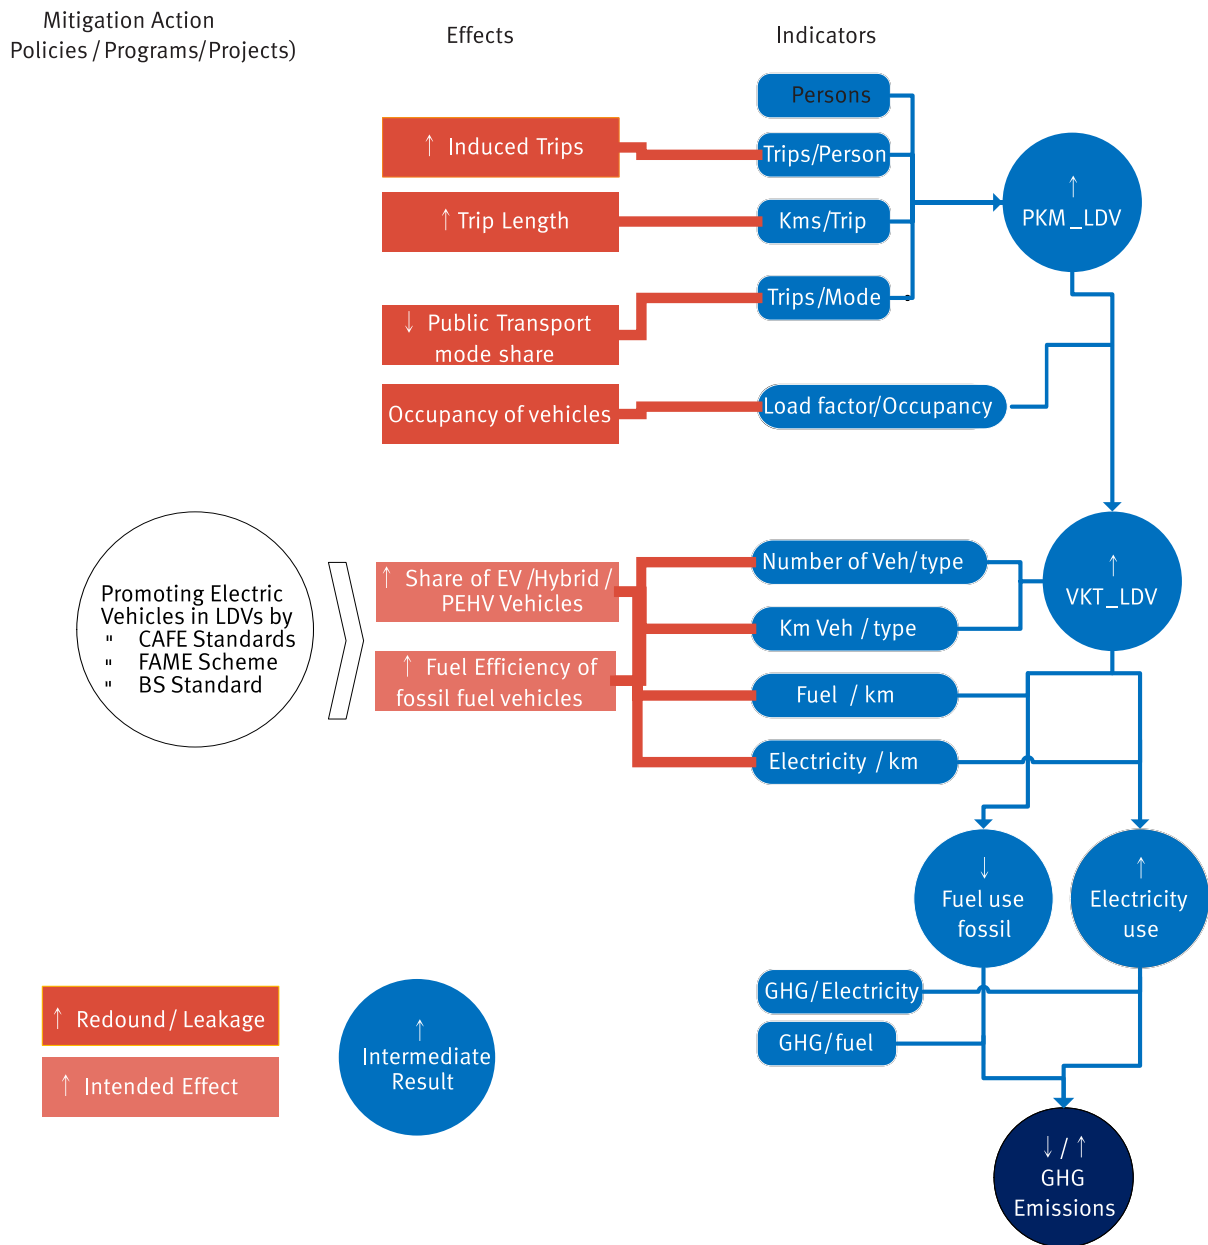 Mitigation Action
Policies / Programs/Projects)
Effects
Indicators
Persons
↑ Induced Trips
Trips/Person
↑ Trip Length
Kms/Trip
↑
PKM_LDV
Trips/Mode
↓ Public Transport
mode share
Occupancy of vehicles
Load factor/Occupancy
Promoting Electric
Vehicles in LDVs by
" CAFE Standards
" FAME Scheme
" BS Standard
↑ Share of EV /Hybrid /
PEHV Vehicles
↑ Fuel Efficiency of
fossil fuel vehicles
Number of Veh/type
Km Veh / type
Fuel / km
Electricity / km
↑
VKT_LDV
↓
Fuel use
fossil
↑
Electricity
use
GHG/Electricity
GHG/fuel
↑ Redound / Leakage
↑ Intended Effect
↑
Intermediate
Result
↓ / ↑
GHG
Emissions